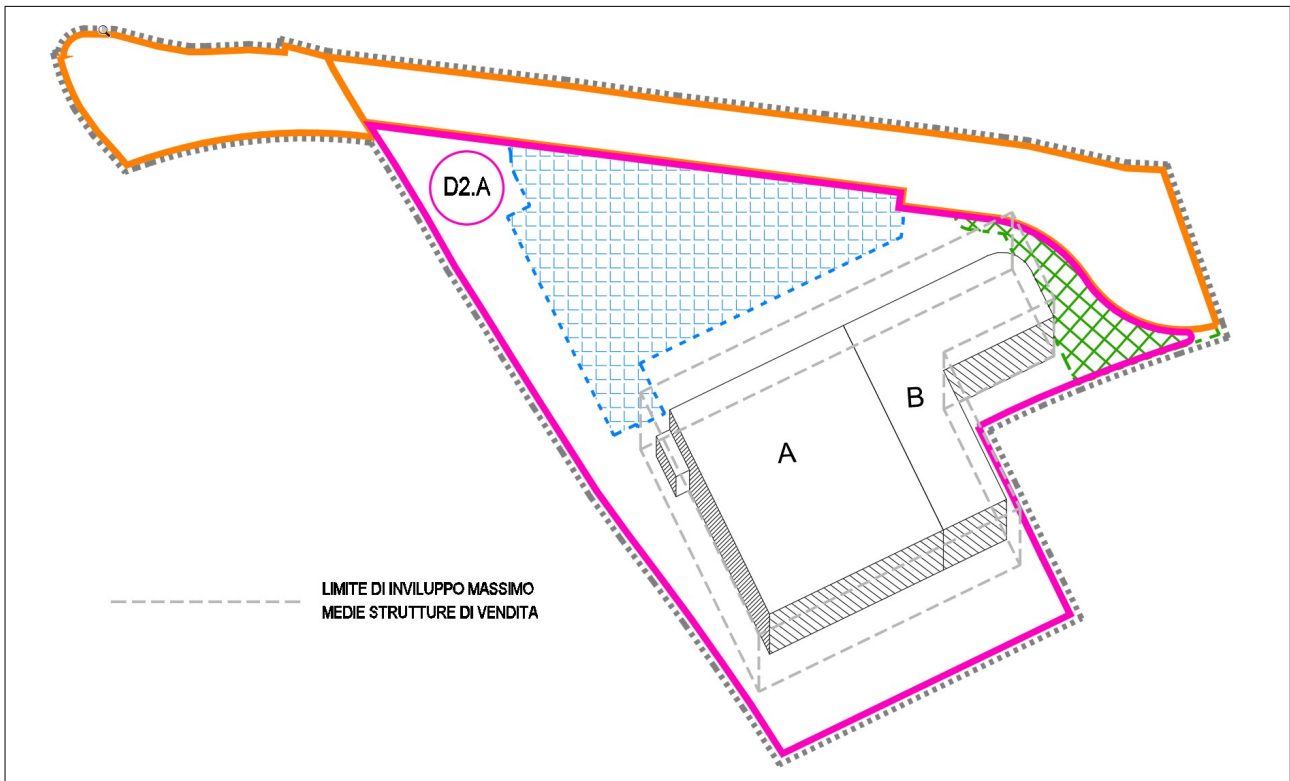 D2.A
B
A
LIMITE DI INVILUPPO MASSIMO
MEDIE STRUTTURE DI VENDITA